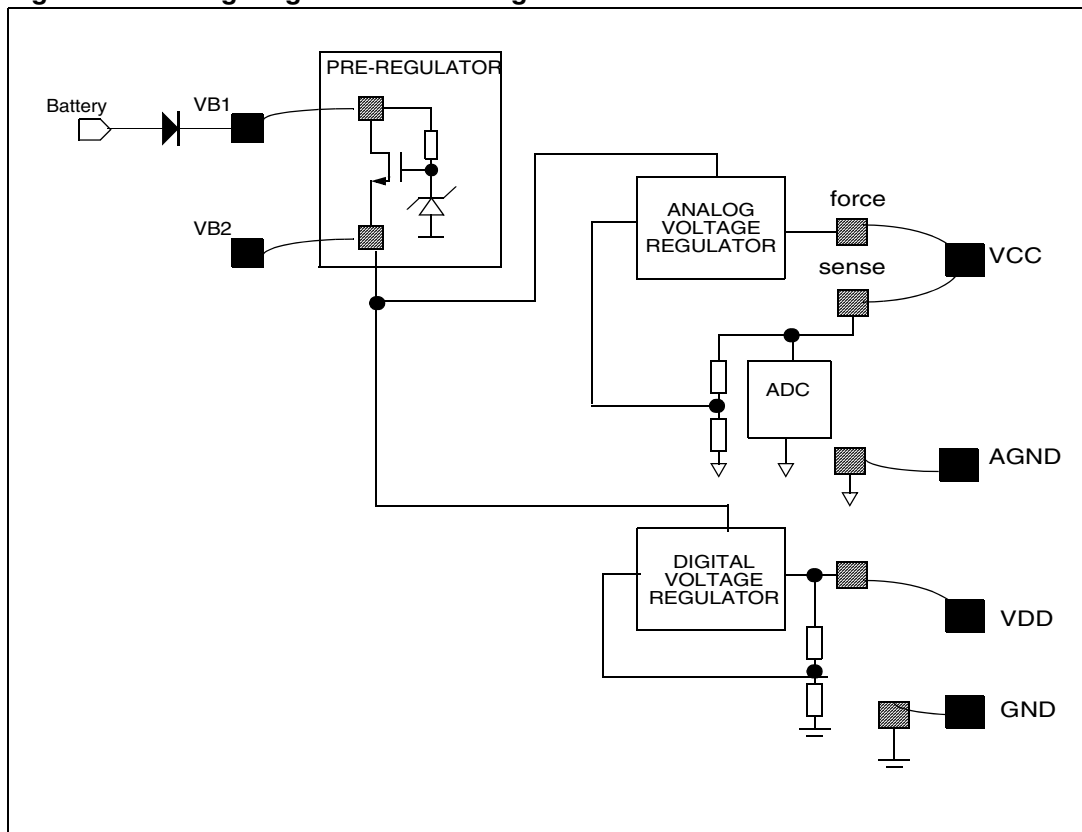 PRE-REGULATOR
Battery
VB1
VB2
ANALOG
VOLTAGE
REGULATOR
force
sense
VCC
ADC
AGND
DIGITAL
VOLTAGE
REGULATOR
VDD
GND